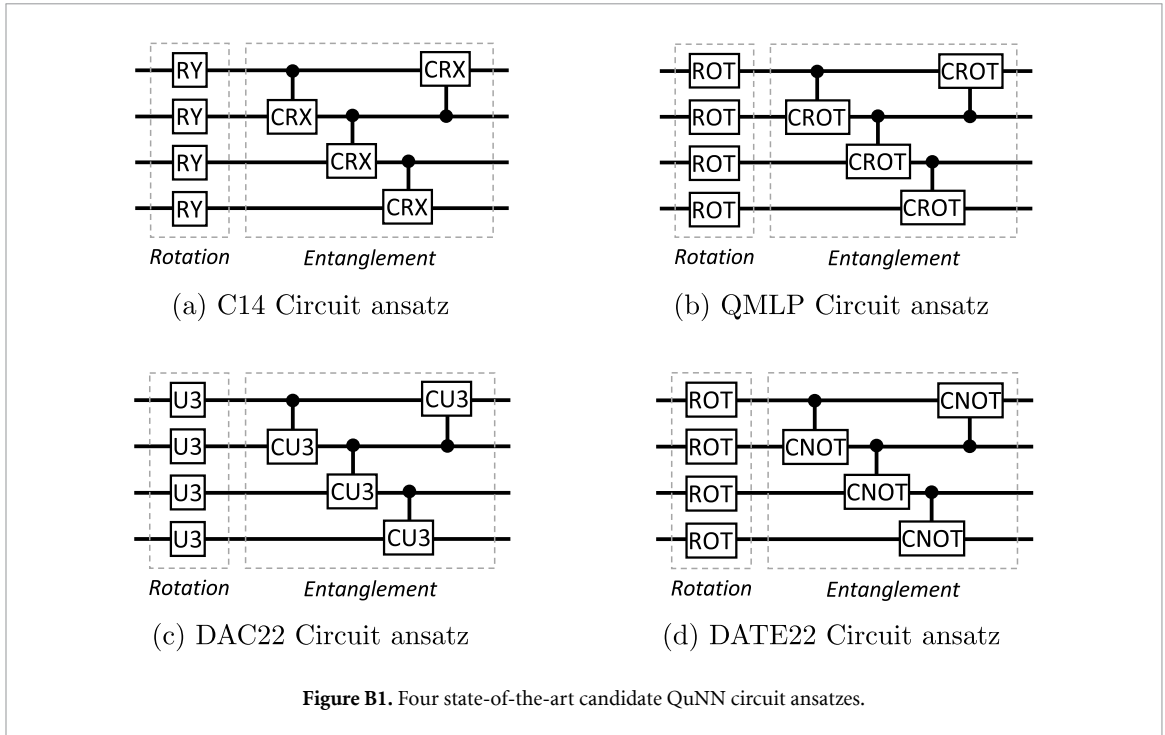 RY CRX
RY CRX
RY CRX
RY CRX
Rotation Entanglement
(a) C14 Circuit ansatz
ROT CROT
ROT CROT
ROT CROT
ROT CROT
Rotation Entanglement
(b) QMLP Circuit ansatz
U3 CU3
U3 CU3
U3 CU3
U3 CU3
Rotation Entanglement
(c) DAC22 Circuit ansatz
ROT CNOT
ROT CNOT
ROT CNOT
ROT CNOT
Rotation Entanglement
(d) DATE22 Circuit ansatz
Figure B1. Four state-of-the-art candidate QuNN circuit ansatzes.